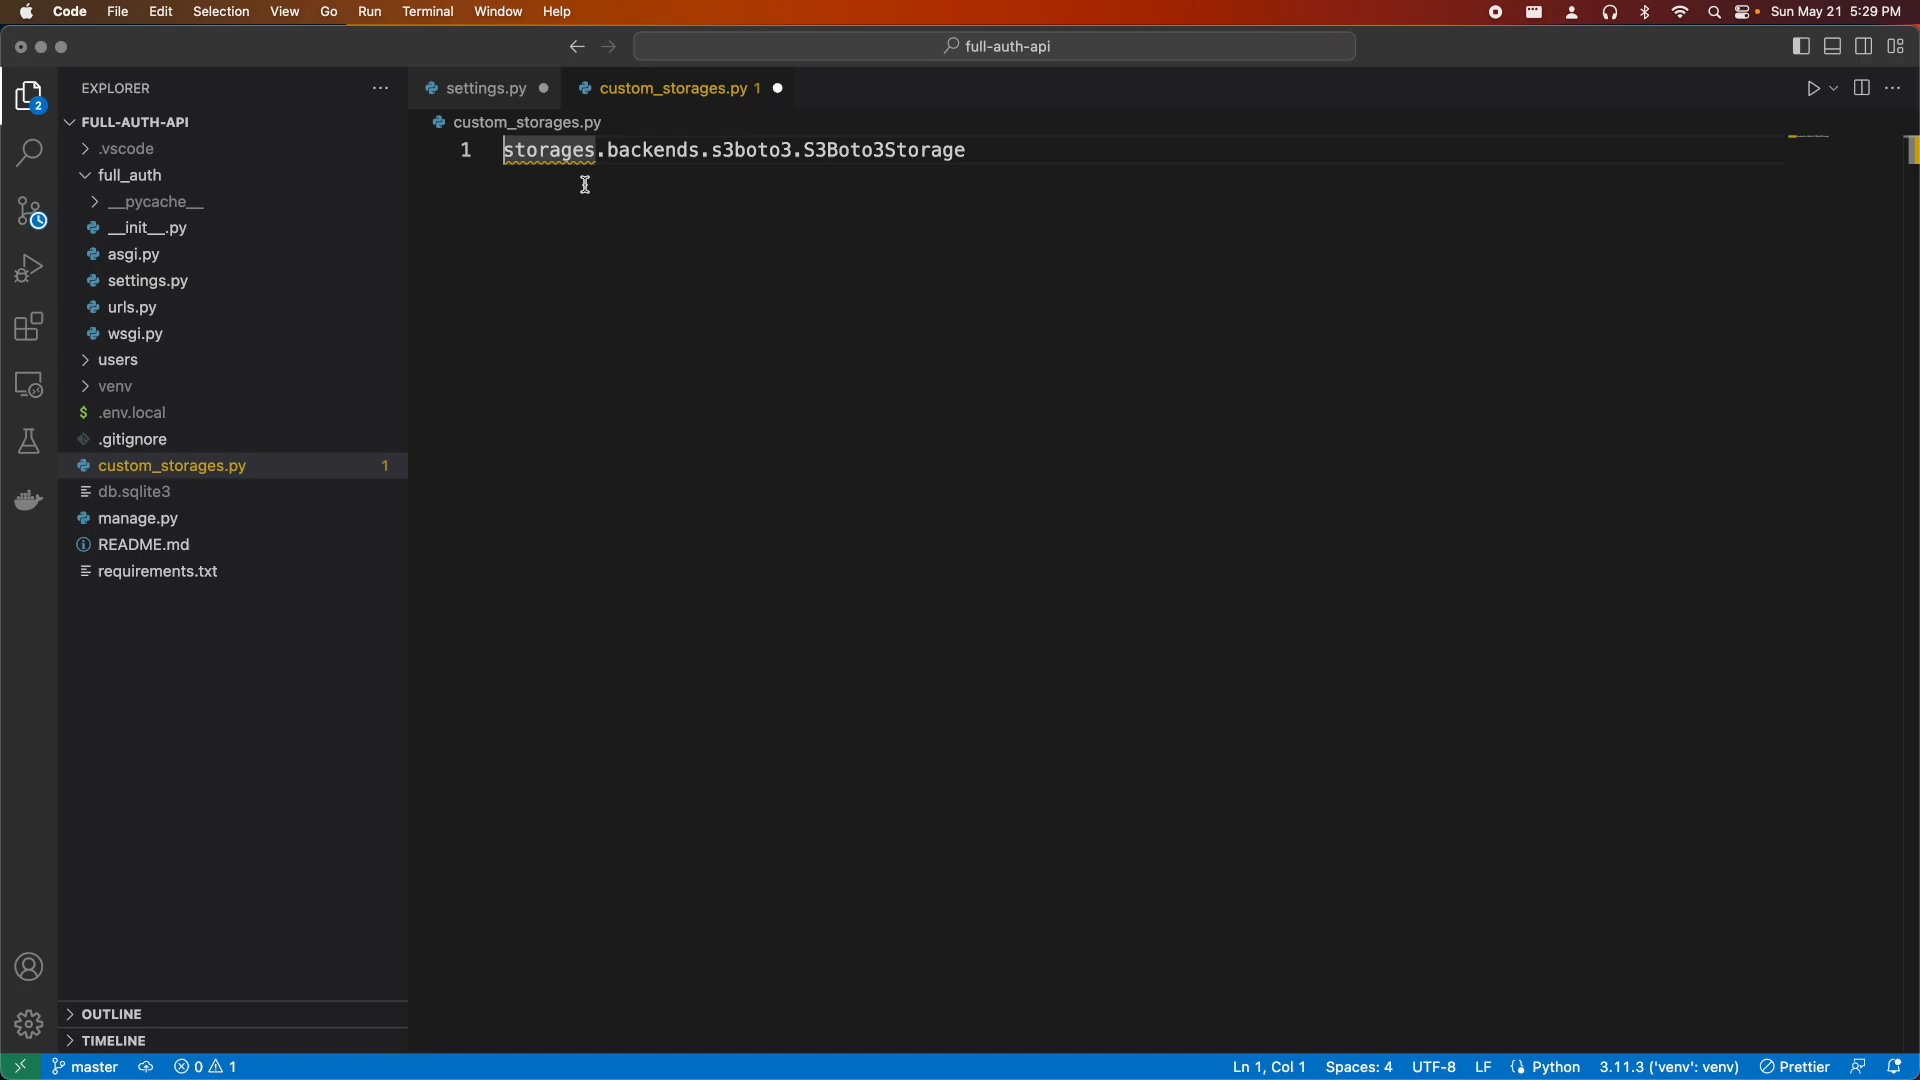 Code File Edit Selection View Go Run Terminal Window Help Sun May 21 5:29 PM
full-auth-api
EXPLORER
settings.py
custom_storages.py 1
FULL-AUTH-API
custom_storages.py
.vscode
1 storages.backends.s3boto3.S3Boto3Storage
full_auth
__pycache__
__init__.py
asgi.py
settings.py
urls.py
wsgi.py
users
venv
$ .env.local
.gitignore
custom_storages.py 1
db.sqlite3
manage.py
README.md
requirements.txt
2
OUTLINE
TIMELINE
master 0 1 Ln 1, Col 1 Spaces: 4 UTF-8 LF Python 3.11.3 ('venv': venv) Prettier